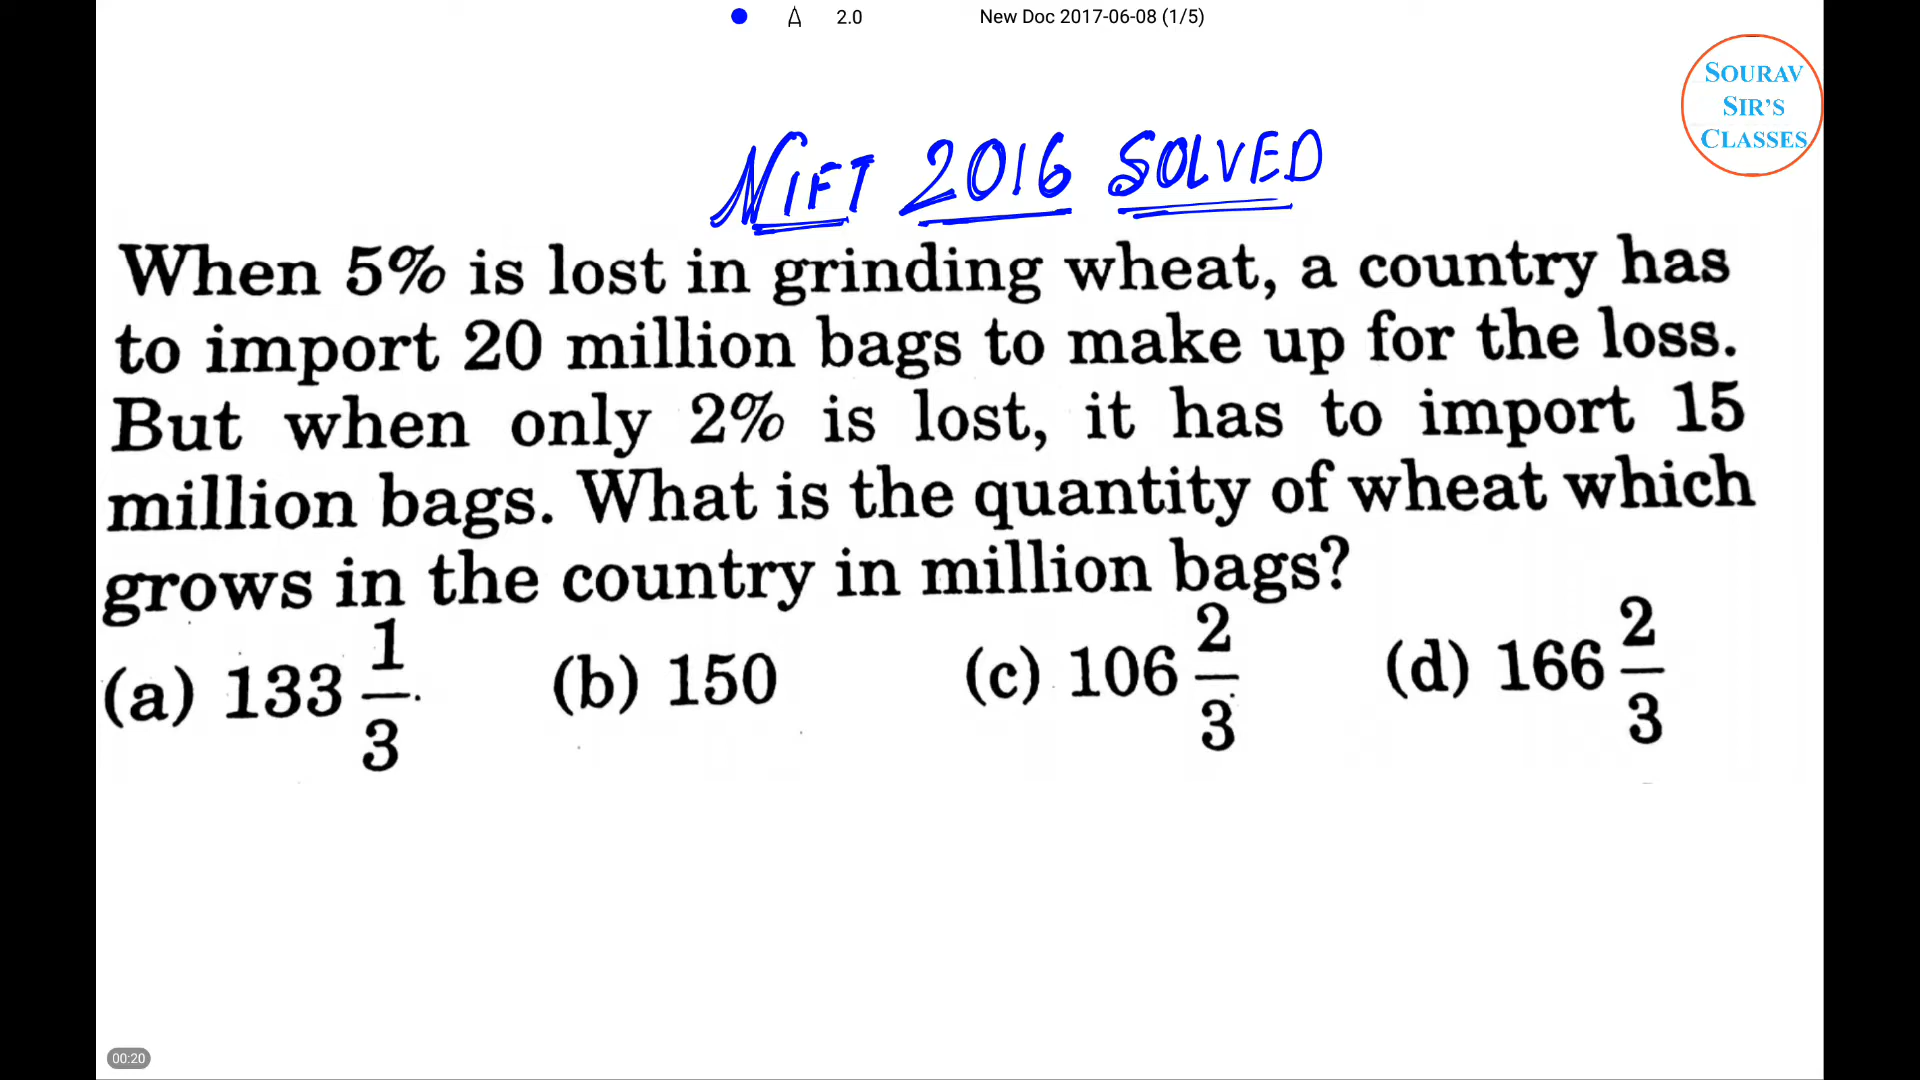 A 2.0 New Doc 2017-06-08 (1/5)
SOURAV
SIR'S
CLASSES
NIFT 2016 SOLVED
When 5% is lost in grinding wheat, a country has
to import 20 million bags to make up for the loss.
But when only 2% is lost, it has to import 15
million bags. What is the quantity of wheat which
grows in the country in million bags?
(a) 133 1/3 (b) 150 (c) 106 2/3 (d) 166 2/3
00:20